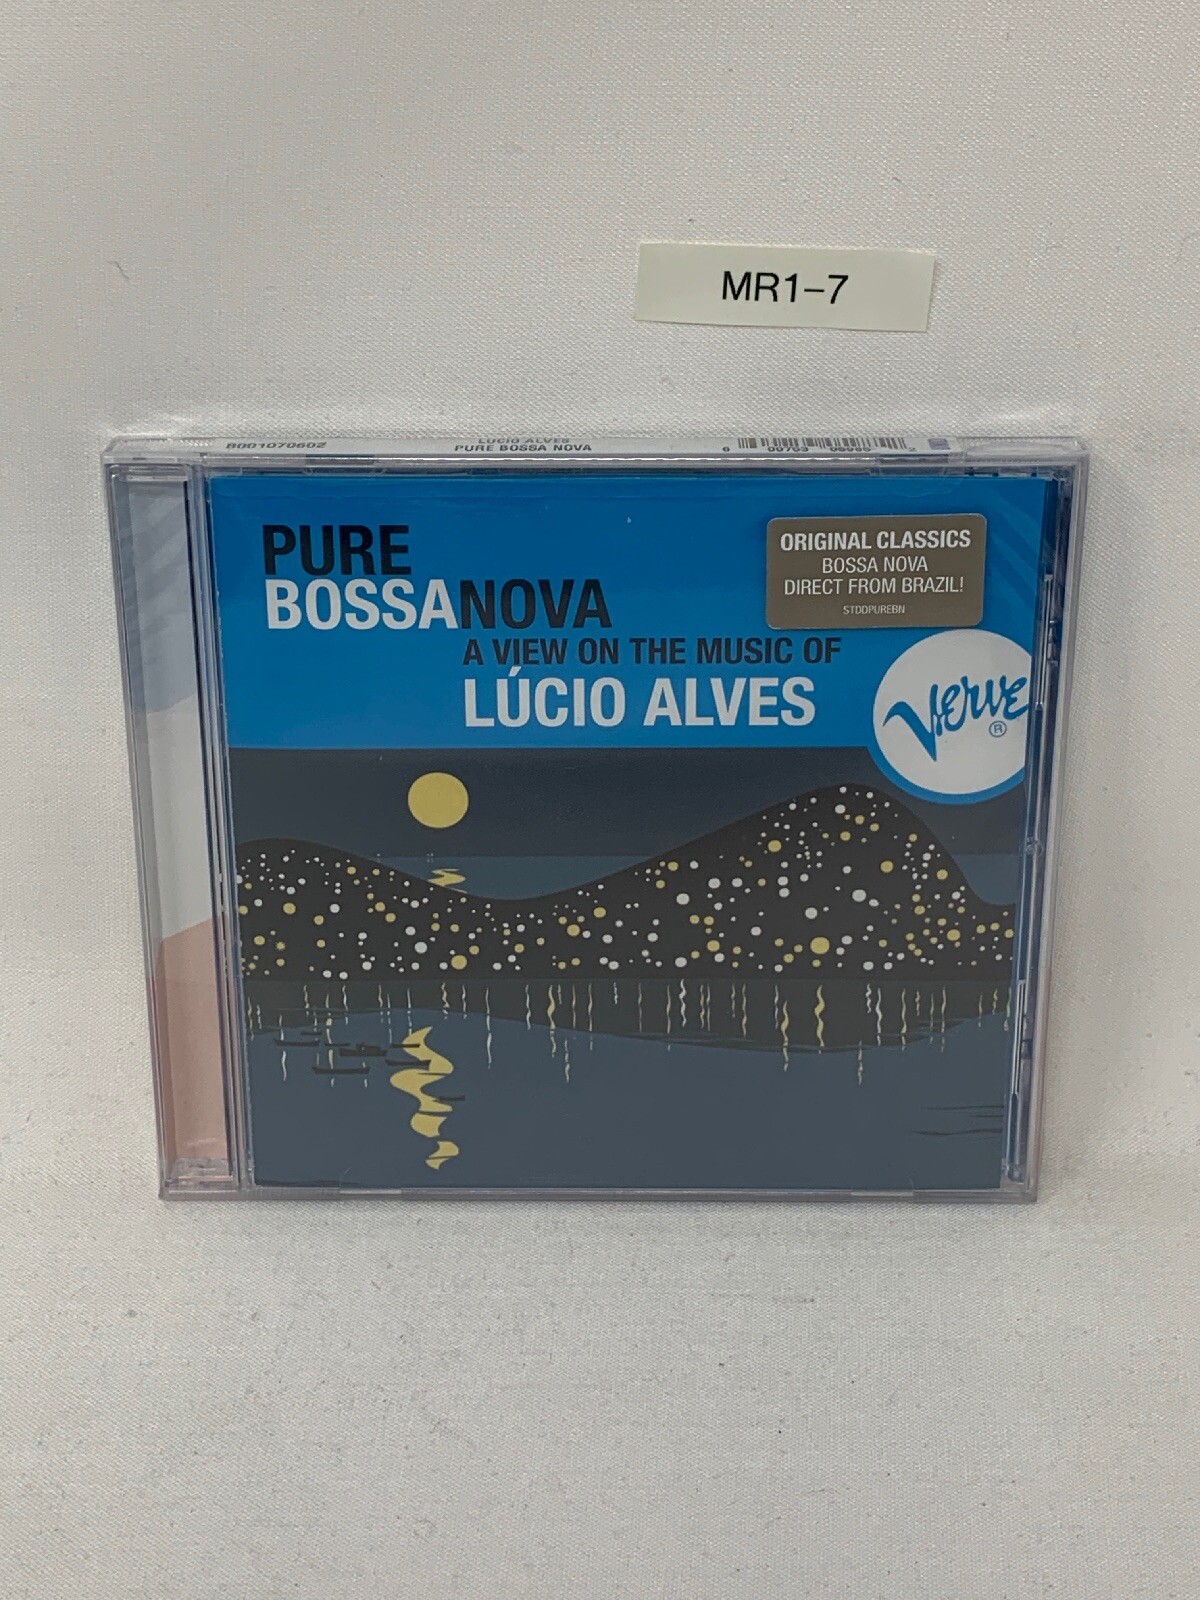 MR1-7
B001070602
LÚCIO ALVES
PURE BOSSA NOVA
PURE
BOSSANOVA
A VIEW ON THE MUSIC OF
LÚCIO ALVES
ORIGINAL CLASSICS
BOSSA NOVA
DIRECT FROM BRAZIL!
STDDPUREBN
Verve
®